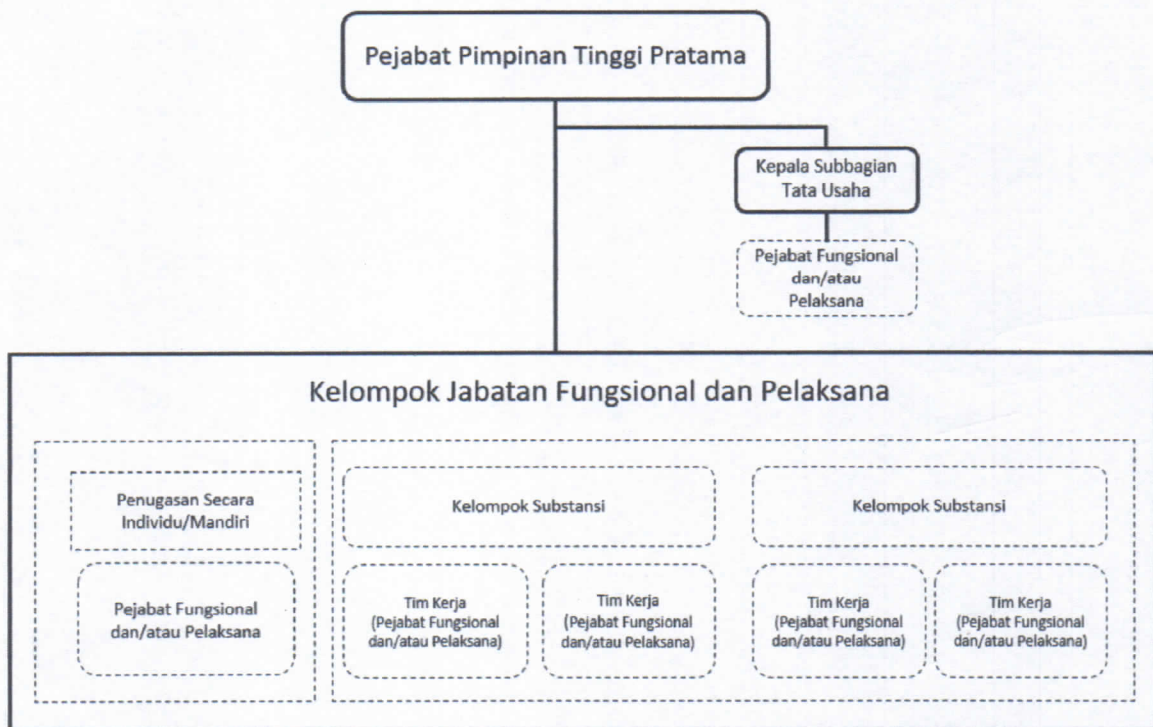 Pejabat Pimpinan Tinggi Pratama
Kepala Subbagian
Tata Usaha
Pejabat Fungsional
dan/atau
Pelaksana
Kelompok Jabatan Fungsional dan Pelaksana
Penugasan Secara
Individu/Mandiri
Pejabat Fungsional
dan/atau Pelaksana
Kelompok Substansi
Tim Kerja
(Pejabat Fungsional
dan/atau Pelaksana)
Tim Kerja
(Pejabat Fungsional
dan/atau Pelaksana)
Kelompok Substansi
Tim Kerja
(Pejabat Fungsional
dan/atau Pelaksana)
Tim Kerja
(Pejabat Fungsional
dan/atau Pelaksana)